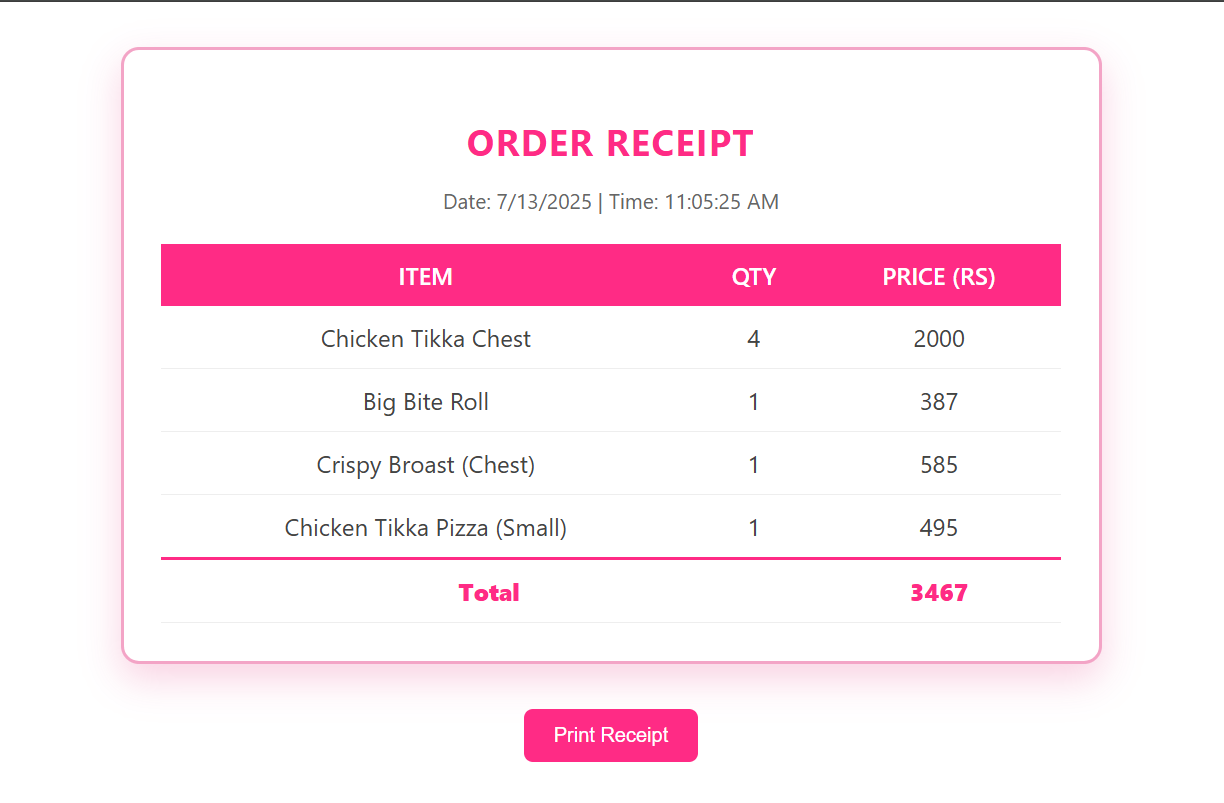 ORDER RECEIPT
Date: 7/13/2025 | Time: 11:05:25 AM
ITEM QTY PRICE (RS)
Chicken Tikka Chest 4 2000
Big Bite Roll 1 387
Crispy Broast (Chest) 1 585
Chicken Tikka Pizza (Small) 1 495
Total 3467
Print Receipt